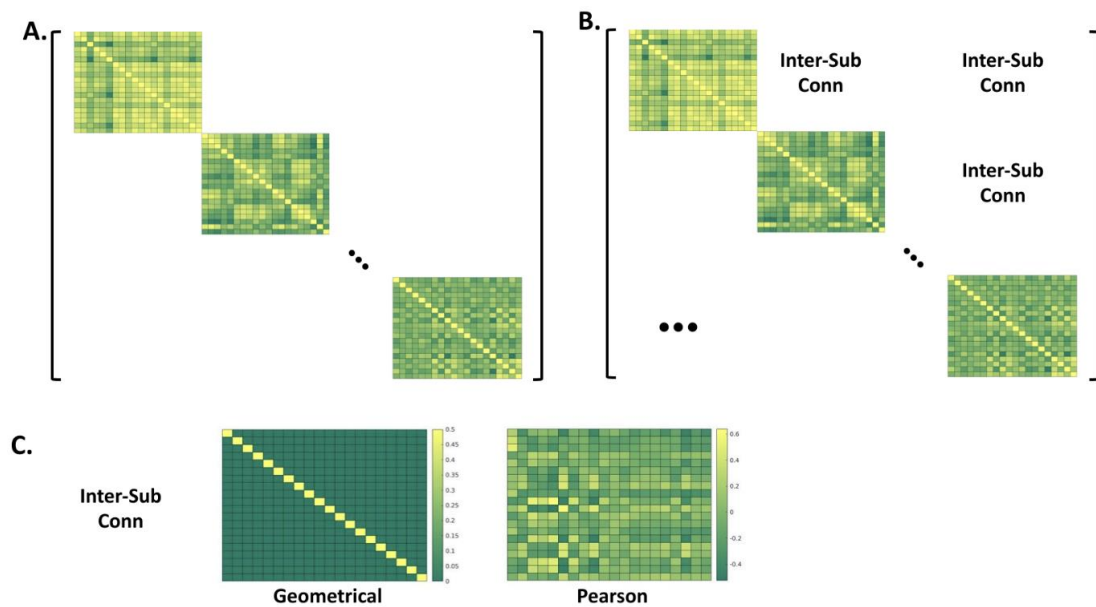 A.
B.
Inter-Sub
Conn
Inter-Sub
Conn
Inter-Sub
Conn
C.
Inter-Sub
Conn
0.5
0.45
0.4
0.35
0.3
0.25
0.2
0.15
0.1
0.05
0
Geometrical
0.6
0.4
0.2
0
-0.2
-0.4
Pearson